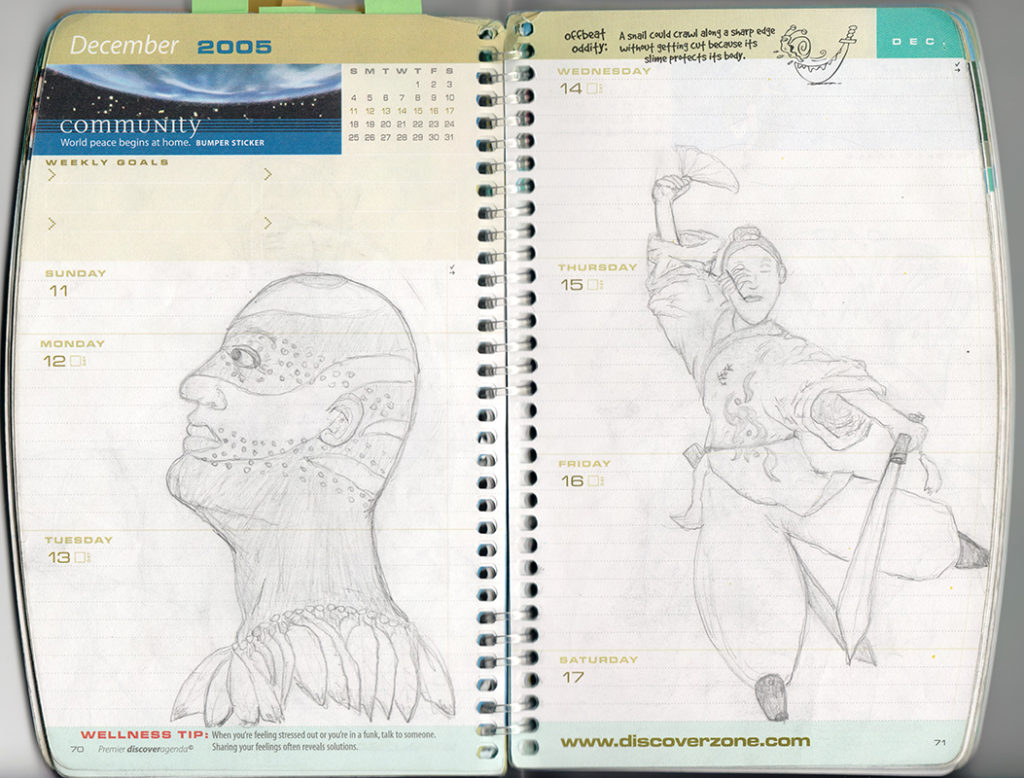 December 2005
community
World peace begins at home. BUMPER STICKER
S M T W T F S
1 2 3
4 5 6 7 8 9 10
11 12 13 14 15 16 17
18 19 20 21 22 23 24
25 26 27 28 29 30 31
WEEKLY GOALS
SUNDAY
11
MONDAY
12
TUESDAY
13
WELLNESS TIP: When you're feeling stressed out or you're in a funk, talk to someone.
Sharing your feelings often reveals solutions.
70 Premier discoveragenda©
offbeat
oddity:
A snail could crawl along a sharp edge
without getting cut because its
slime protects its body.
DEC.
WEDNESDAY
14
THURSDAY
15
FRIDAY
16
SATURDAY
17
www.discoverzone.com
71